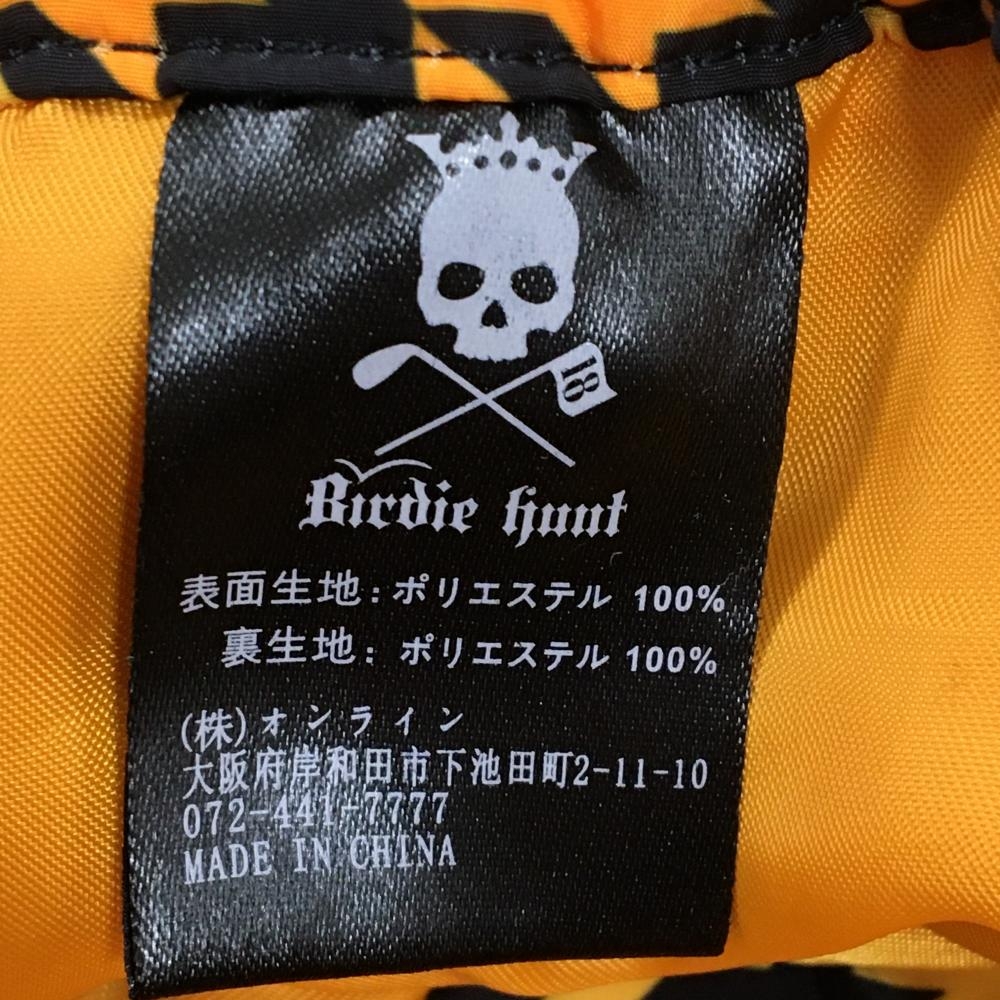 18
Birdie hunt
表面生地: ポリエステル 100%
裏生地: ポリエステル 100%
(株)オンライン
大阪府岸和田市下池田町2-11-10
072-441-7777
MADE IN CHINA